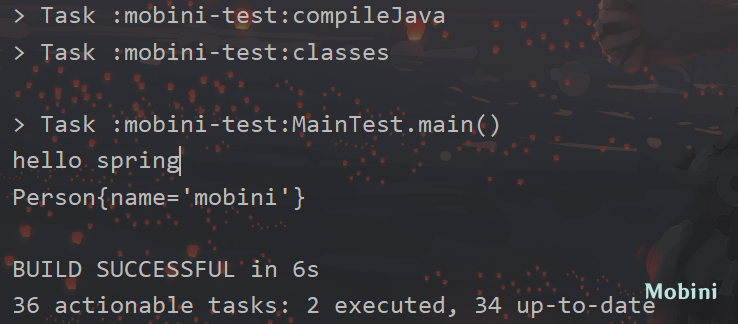 > Task :mobini-test:compileJava
> Task :mobini-test:classes
> Task :mobini-test:MainTest.main()
hello spring
Person{name='mobini'}
BUILD SUCCESSFUL in 6s
36 actionable tasks: 2 executed, 34 up-to-date
Mobini